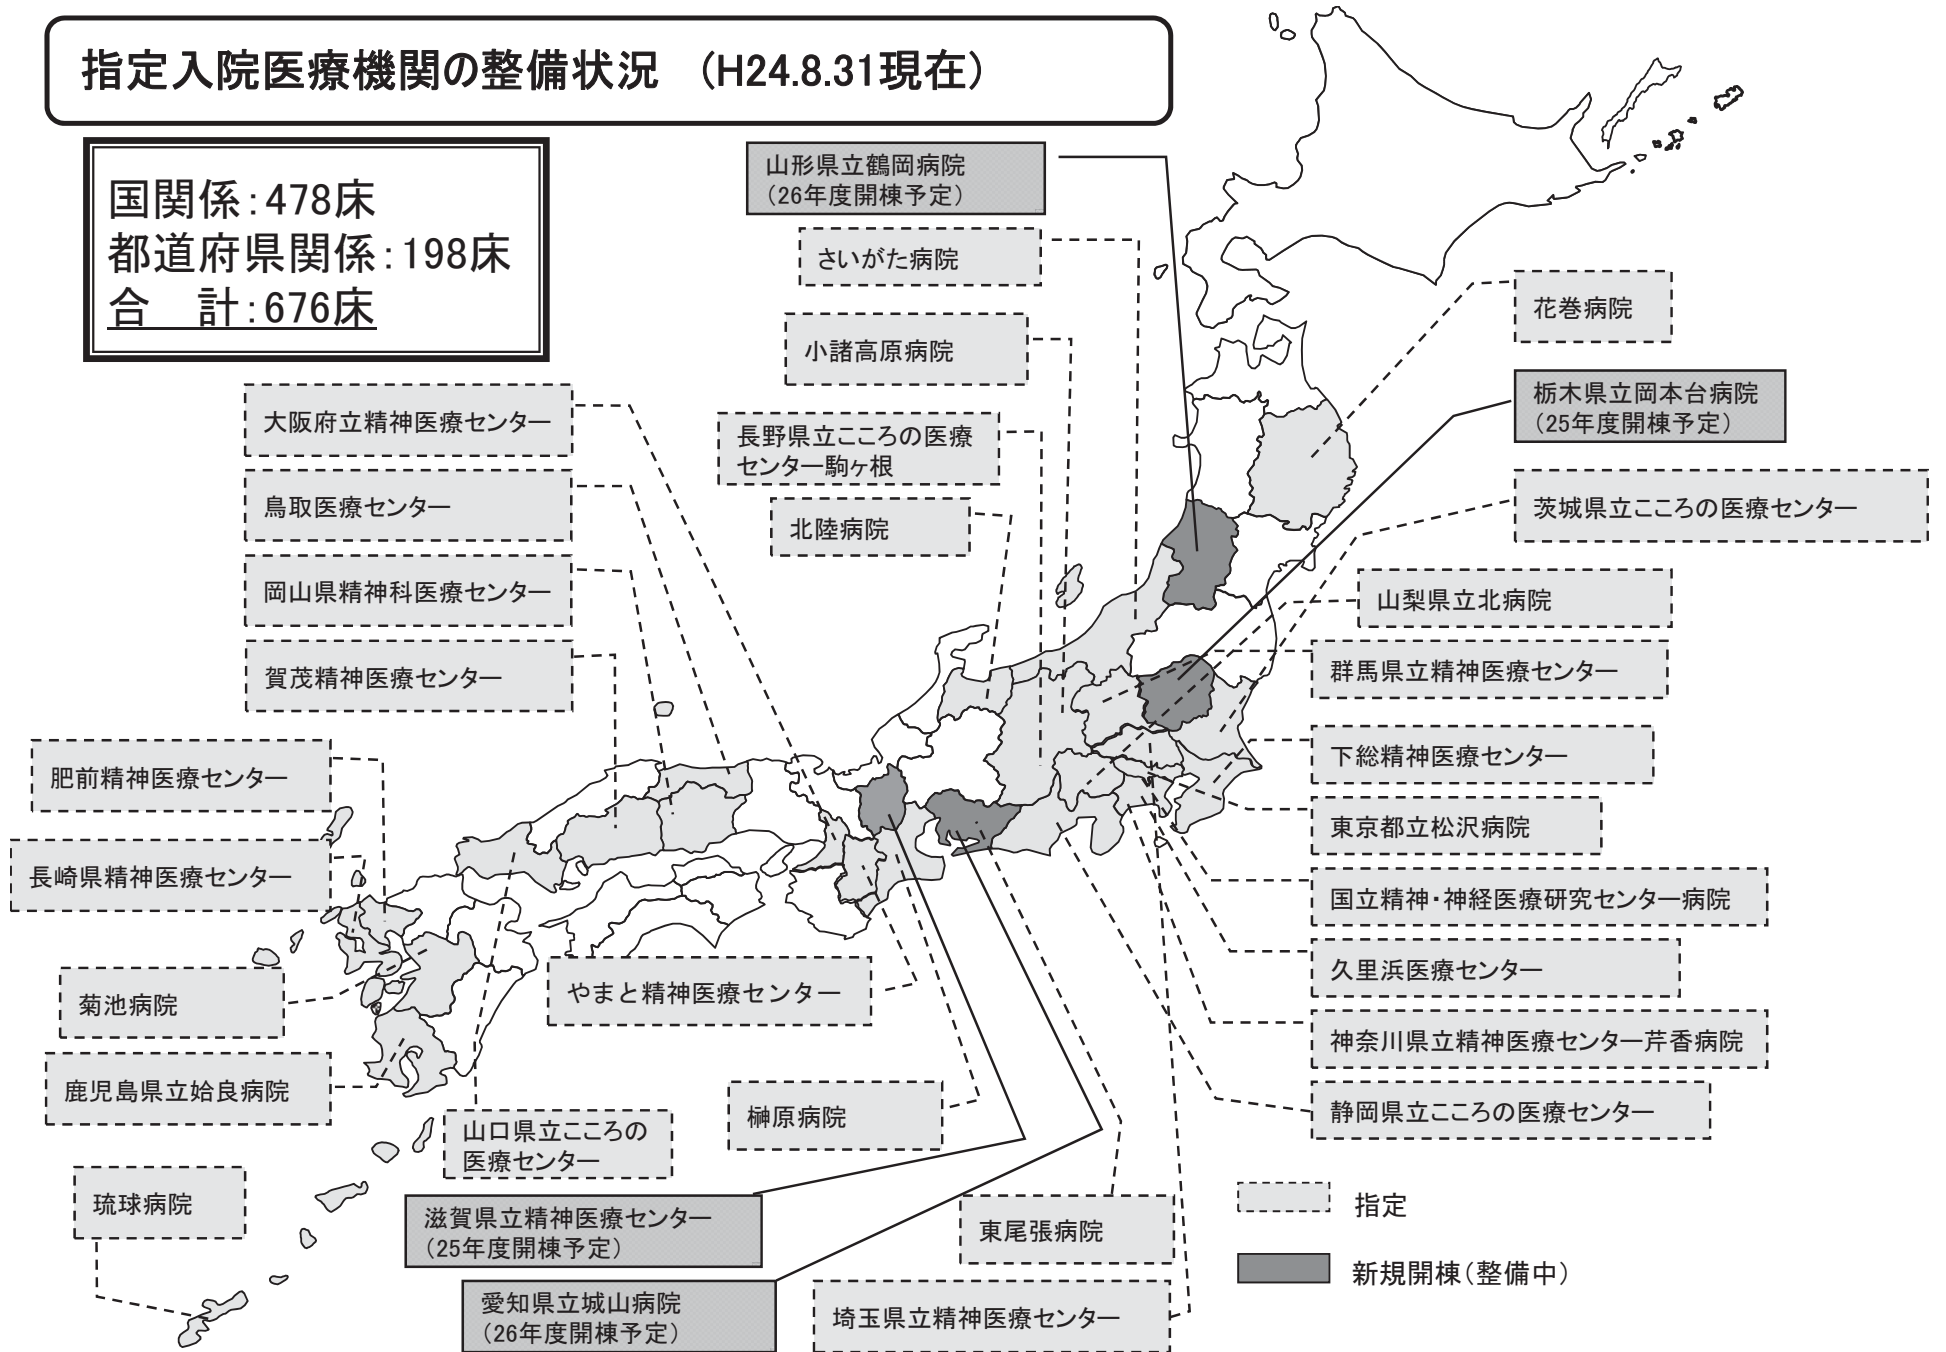 指定入院医療機関の整備状況 (H24.8.31現在)
国関係:478床
都道府県関係:198床
合 計:676床
山形県立鶴岡病院
(26年度開棟予定)
さいがた病院
小諸高原病院
長野県立こころの医療
センター駒ヶ根
北陸病院
花巻病院
栃木県立岡本台病院
(25年度開棟予定)
茨城県立こころの医療センター
山梨県立北病院
群馬県立精神医療センター
下総精神医療センター
東京都立松沢病院
国立精神・神経医療研究センター病院
久里浜医療センター
神奈川県立精神医療センター芹香病院
静岡県立こころの医療センター
大阪府立精神医療センター
鳥取医療センター
岡山県精神科医療センター
賀茂精神医療センター
肥前精神医療センター
長崎県精神医療センター
菊池病院
鹿児島県立姶良病院
琉球病院
やまと精神医療センター
榊原病院
山口県立こころの
医療センター
滋賀県立精神医療センター
(25年度開棟予定)
愛知県立城山病院
(26年度開棟予定)
東尾張病院
埼玉県立精神医療センター
指定
新規開棟(整備中)